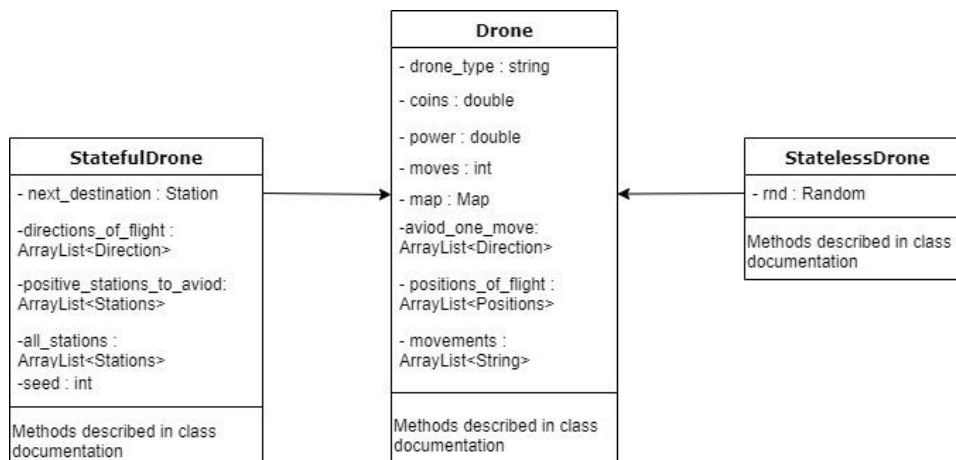 Drone
- drone_type : string
- coins : double
- power : double
- moves : int
- map : Map
-aviod_one_move:
ArrayList<Direction>
- positions_of_flight :
ArrayList<Positions>
- movements :
ArrayList<String>
Methods described in class
documentation
StatefulDrone
- next_destination : Station
-directions_of_flight :
ArrayList<Direction>
-positive_stations_to_aviod:
ArrayList<Stations>
-all_stations :
ArrayList<Stations>
-seed : int
Methods described in class
documentation
StatelessDrone
- rnd : Random
Methods described in class
documentation